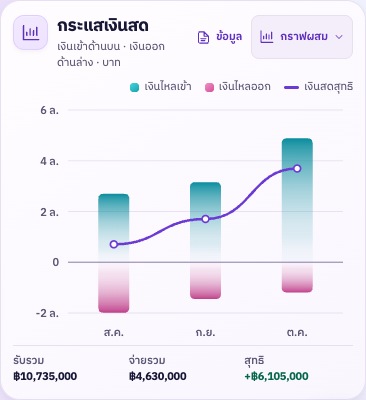 กระแสเงินสด
เงินเข้าด้านบน · เงินออก
ด้านล่าง · บาท
ข้อมูล
กราฟผสม
เงินไหลเข้า
เงินไหลออก
เงินสดสุทธิ
6 ล.
4 ล.
2 ล.
0
-2 ล.
ส.ค.
ก.ย.
ต.ค.
รับรวม
จ่ายรวม
สุทธิ
฿10,735,000
฿4,630,000
+฿6,105,000